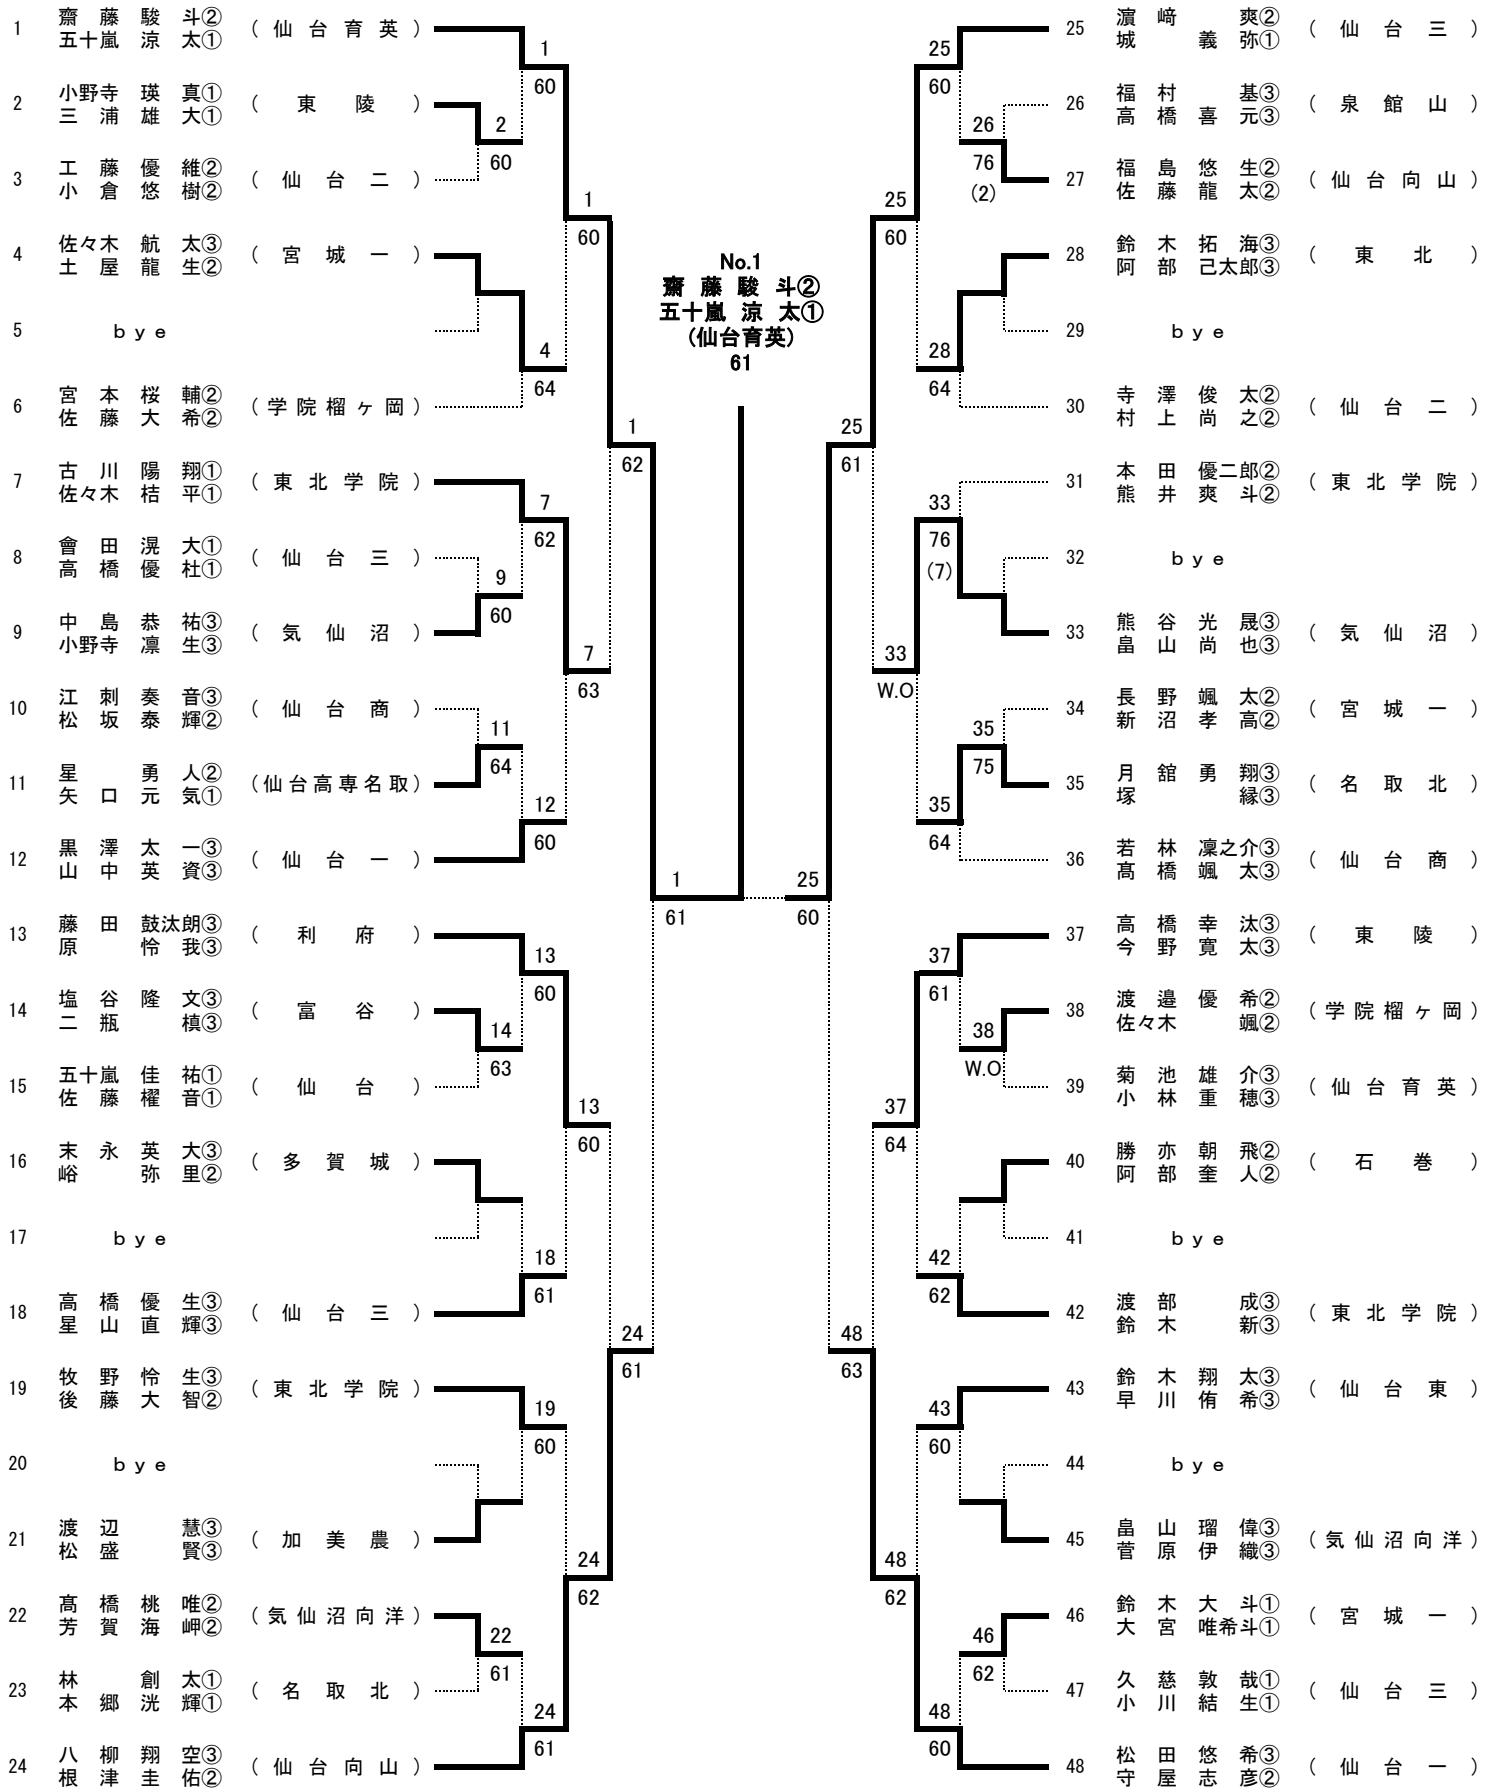 1 齋藤駿斗② 五十嵐涼太① (仙台育英)
2 小野寺瑛真① 三浦雄大① (東陵)
3 工藤優維② 小倉悠樹② (仙台二)
4 佐々木航太③ 土屋龍生② (宮城一)
5 bye
6 宮本桜輔② 佐藤大希② (学院榴ヶ岡)
7 古川陽翔① 佐々木桔平① (東北学院)
8 會田滉大① 高橋優杜① (仙台三)
9 中島恭祐③ 小野寺凛生③ (気仙沼)
10 江刺奏音③ 松坂泰輝② (仙台商)
11 星勇人② 矢口元気① (仙台高専名取)
12 黒澤太一③ 山中英資③ (仙台一)
13 藤田鼓汰朗③ 原怜我③ (利府)
14 塩谷隆文③ 二瓶槙③ (富谷)
15 五十嵐佳祐① 佐藤櫂音① (仙台)
16 末永英大③ 峪弥里② (多賀城)
17 bye
18 高橋優生③ 星山直輝③ (仙台三)
19 牧野怜生③ 後藤大智② (東北学院)
20 bye
21 渡辺慧③ 松盛賢③ (加美農)
22 髙橋桃唯② 芳賀海岬② (気仙沼向洋)
23 林創太① 本郷洸輝① (名取北)
24 八柳翔空③ 根津圭佑② (仙台向山)
2 60
9 60
11 64
14 63
22 61
1 60
4 64
7 62
12 60
13 60
18 61
19 60
24 61
1 60
7 63
13 60
24 62
1 62
24 61
1 61
No.1
齋藤駿斗②
五十嵐涼太①
(仙台育英)
61
25 60
25 61
48 63
25 60
33 W.O
37 64
48 62
25 60
28 64
33 76 (7)
35 64
37 61
42 62
43 60
48 60
26 76 (2)
35 75
38 W.O
46 62
25 濵﨑爽② 城義弥① (仙台三)
26 福村基③ 高橋喜元③ (泉館山)
27 福島悠生② 佐藤龍太② (仙台向山)
28 鈴木拓海③ 阿部己太郎③ (東北)
29 bye
30 寺澤俊太② 村上尚之② (仙台二)
31 本田優二郎② 熊井爽斗② (東北学院)
32 bye
33 熊谷光晟③ 畠山尚也③ (気仙沼)
34 長野颯太② 新沼孝高② (宮城一)
35 月舘勇翔③ 塚縁③ (名取北)
36 若林凜之介③ 髙橋颯太③ (仙台商)
37 高橋幸汰③ 今野寛太③ (東陵)
38 渡邉優希② 佐々木颯② (学院榴ヶ岡)
39 菊池雄介③ 小林重穂③ (仙台育英)
40 勝亦朝飛② 阿部奎人② (石巻)
41 bye
42 渡部成③ 鈴木新③ (東北学院)
43 鈴木翔太③ 早川侑希③ (仙台東)
44 bye
45 畠山瑠偉③ 菅原伊織③ (気仙沼向洋)
46 鈴木大斗① 大宮唯希斗① (宮城一)
47 久慈敦哉① 小川結生① (仙台三)
48 松田悠希③ 守屋志彦② (仙台一)